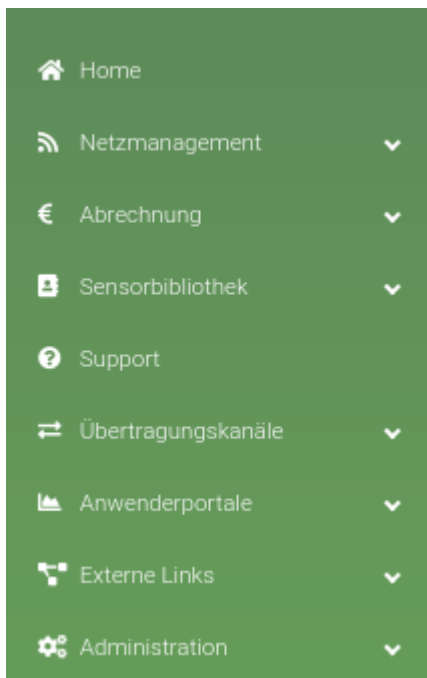 Home
Netzmanagement
Abrechnung
Sensorbibliothek
Support
Übertragungskanäle
Anwenderportale
Externe Links
Administration